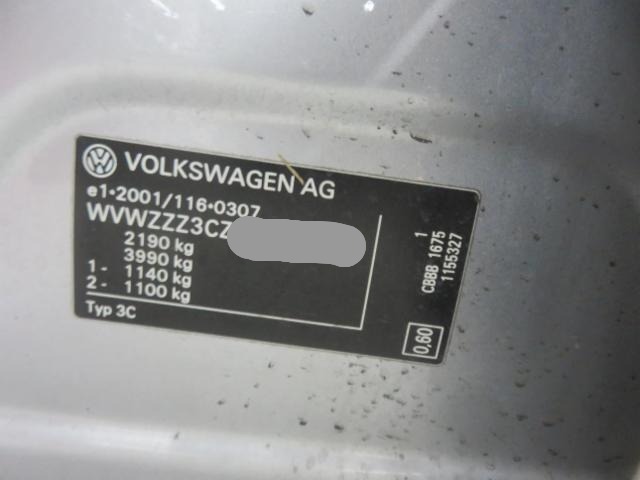 VOLKSWAGEN AG
e1•2001/116•0307
WVWZZZ3CZ
2190 kg
3990 kg
1- 1140 kg
2- 1100 kg
Typ 3C
1
CBBB 1675
1155327
0,60